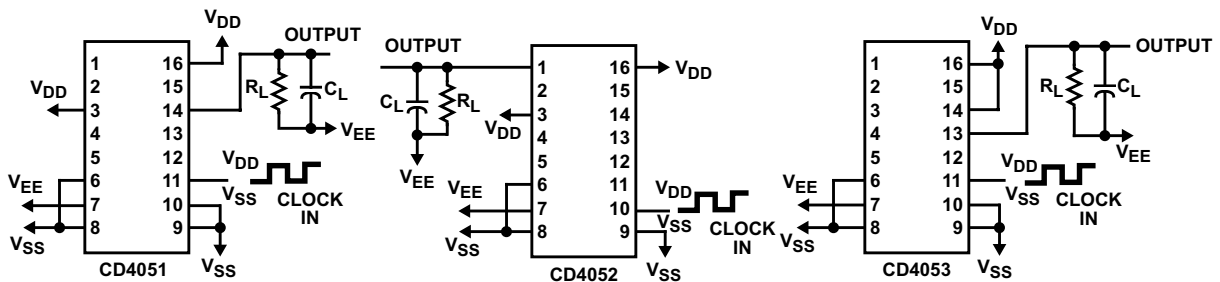 VDD
OUTPUT
1 16
2 15
VDD
3 14
4 13
5 12
6 11
7 10
8 9
RL
CL
VEE
VDD
VSS
CLOCK
IN
VEE
VSS
VSS
CD4051
OUTPUT
1 16
VDD
2 15
3 14
4 13
5 12
6 11
7 10
8 9
CL
RL
VDD
VEE
VEE
VSS
VDD
VSS
CLOCK
IN
VSS
CD4052
VDD
OUTPUT
1 16
2 15
3 14
4 13
5 12
6 11
7 10
8 9
RL
CL
VEE
VDD
VSS
CLOCK
IN
VEE
VSS
VSS
CD4053